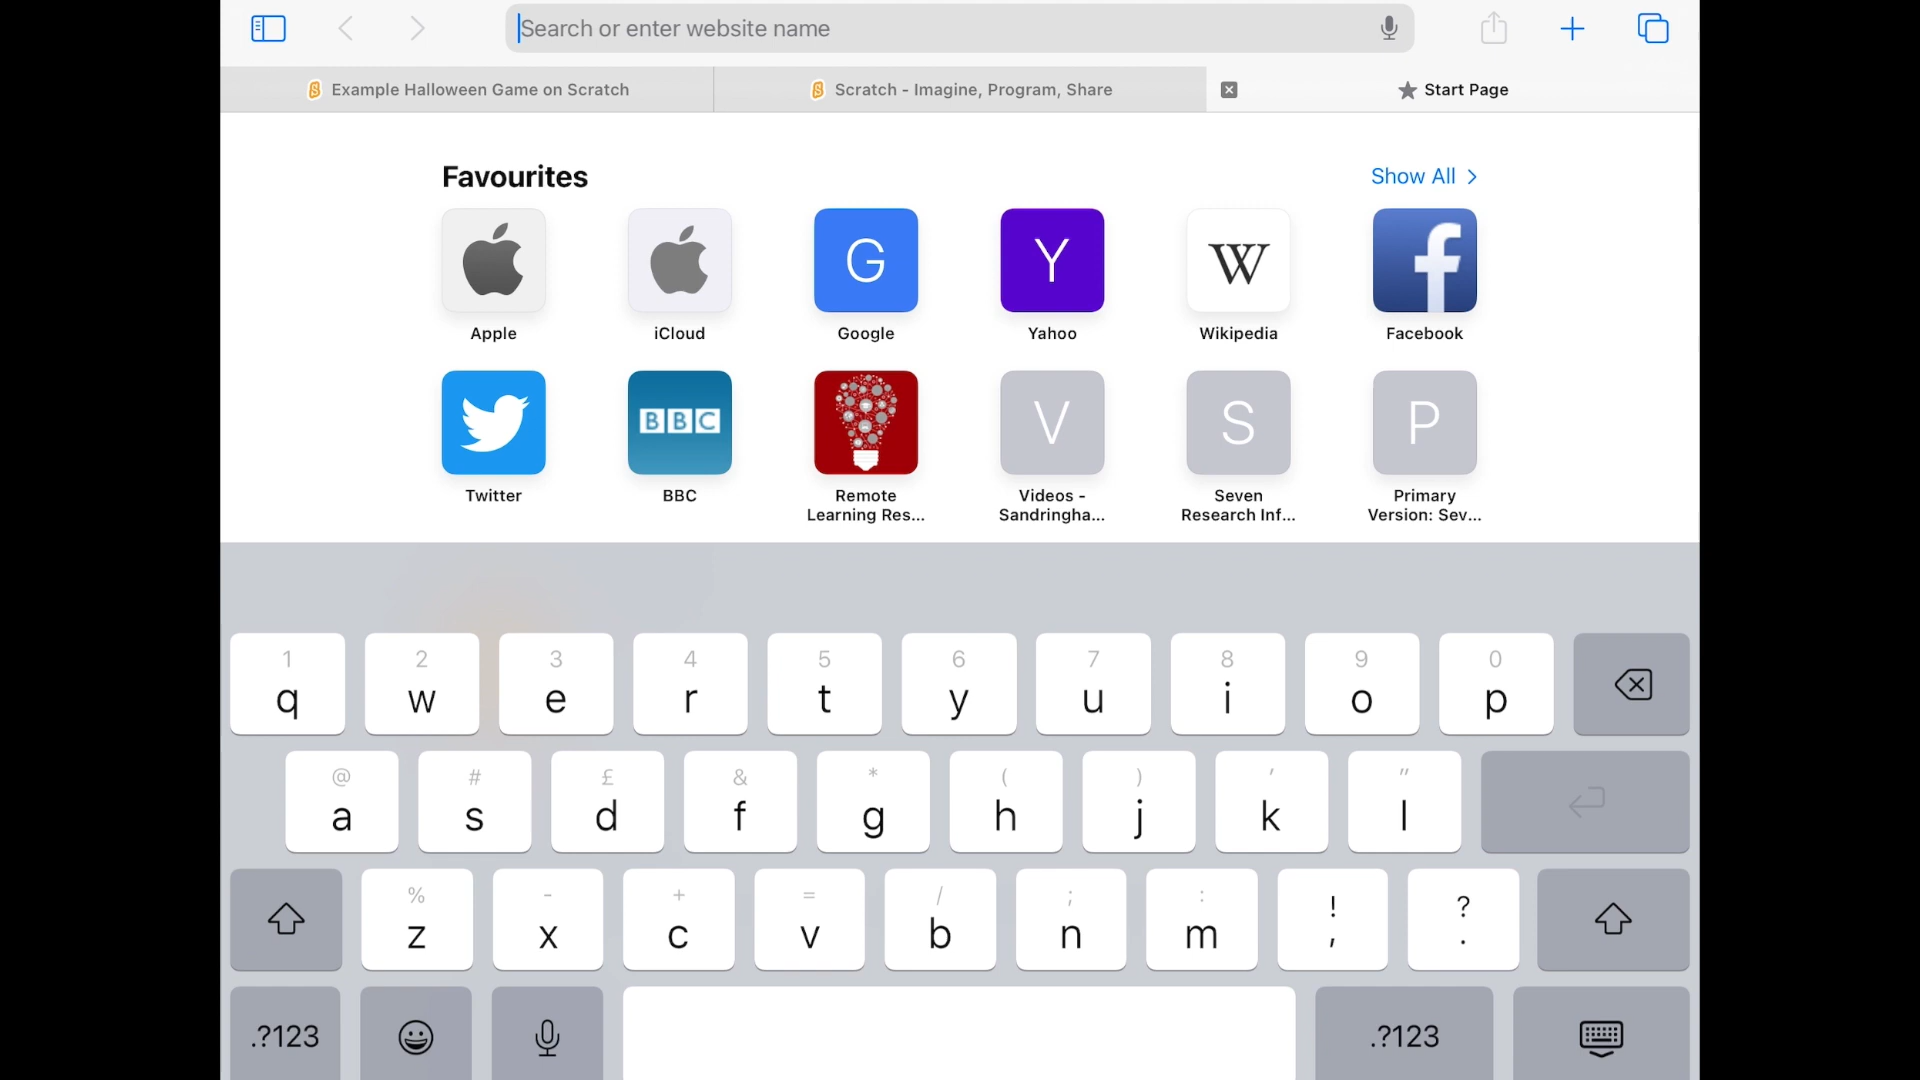 Search or enter website name
Example Halloween Game on Scratch
Scratch - Imagine, Program, Share
Start Page
Favourites
Show All >
G
Y
W
f
Apple
iCloud
Google
Yahoo
Wikipedia
Facebook
BBC
V
S
P
Twitter
BBC
Remote
Learning Res...
Videos -
Sandringha...
Seven
Research Inf...
Primary
Version: Sev...
1 2 3 4 5 6 7 8 9 0
q w e r t y u i o p
@ # £ & * ( ) ' "
a s d f g h j k l
% - + = / ; : ! ?
z x c v b n m , .
.?123
.?123